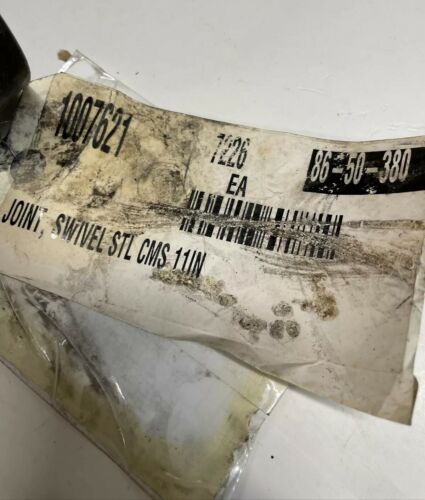 1007621
7226
86-50-380
EA
JOINT, SWIVEL STL CMS 11IN